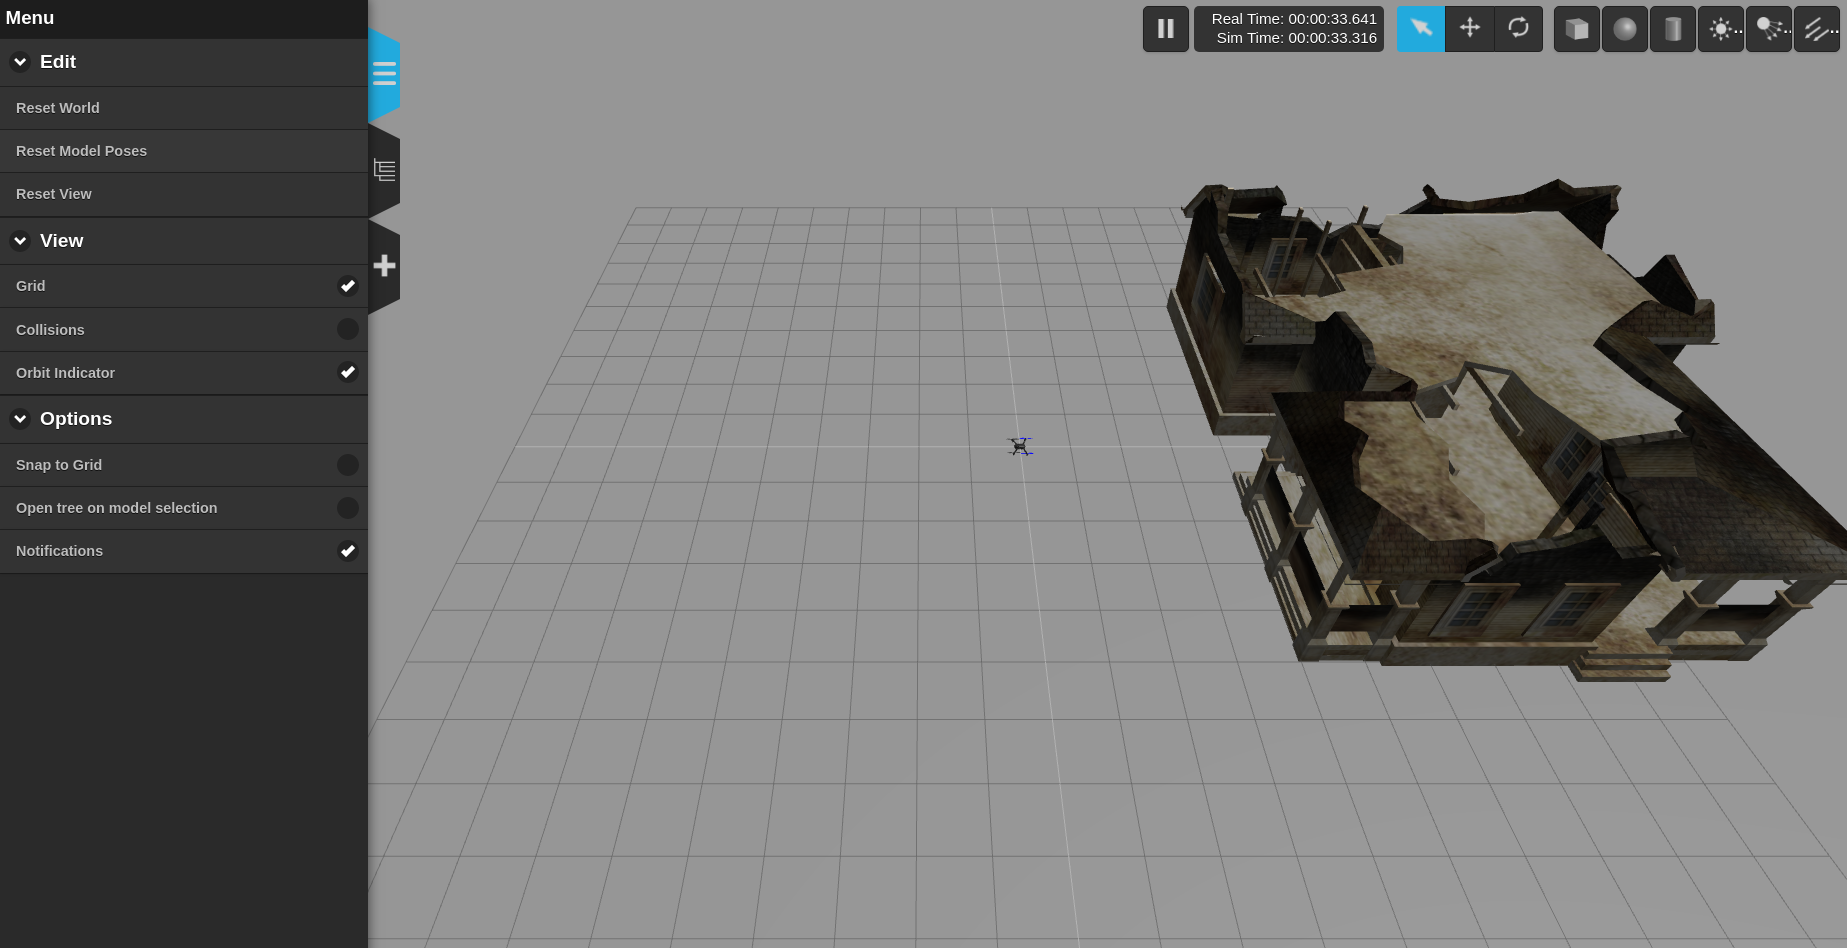 Menu
Edit
Reset World
Reset Model Poses
Reset View
View
Grid
Collisions
Orbit Indicator
Options
Snap to Grid
Open tree on model selection
Notifications
Real Time: 00:00:33.641
Sim Time: 00:00:33.316